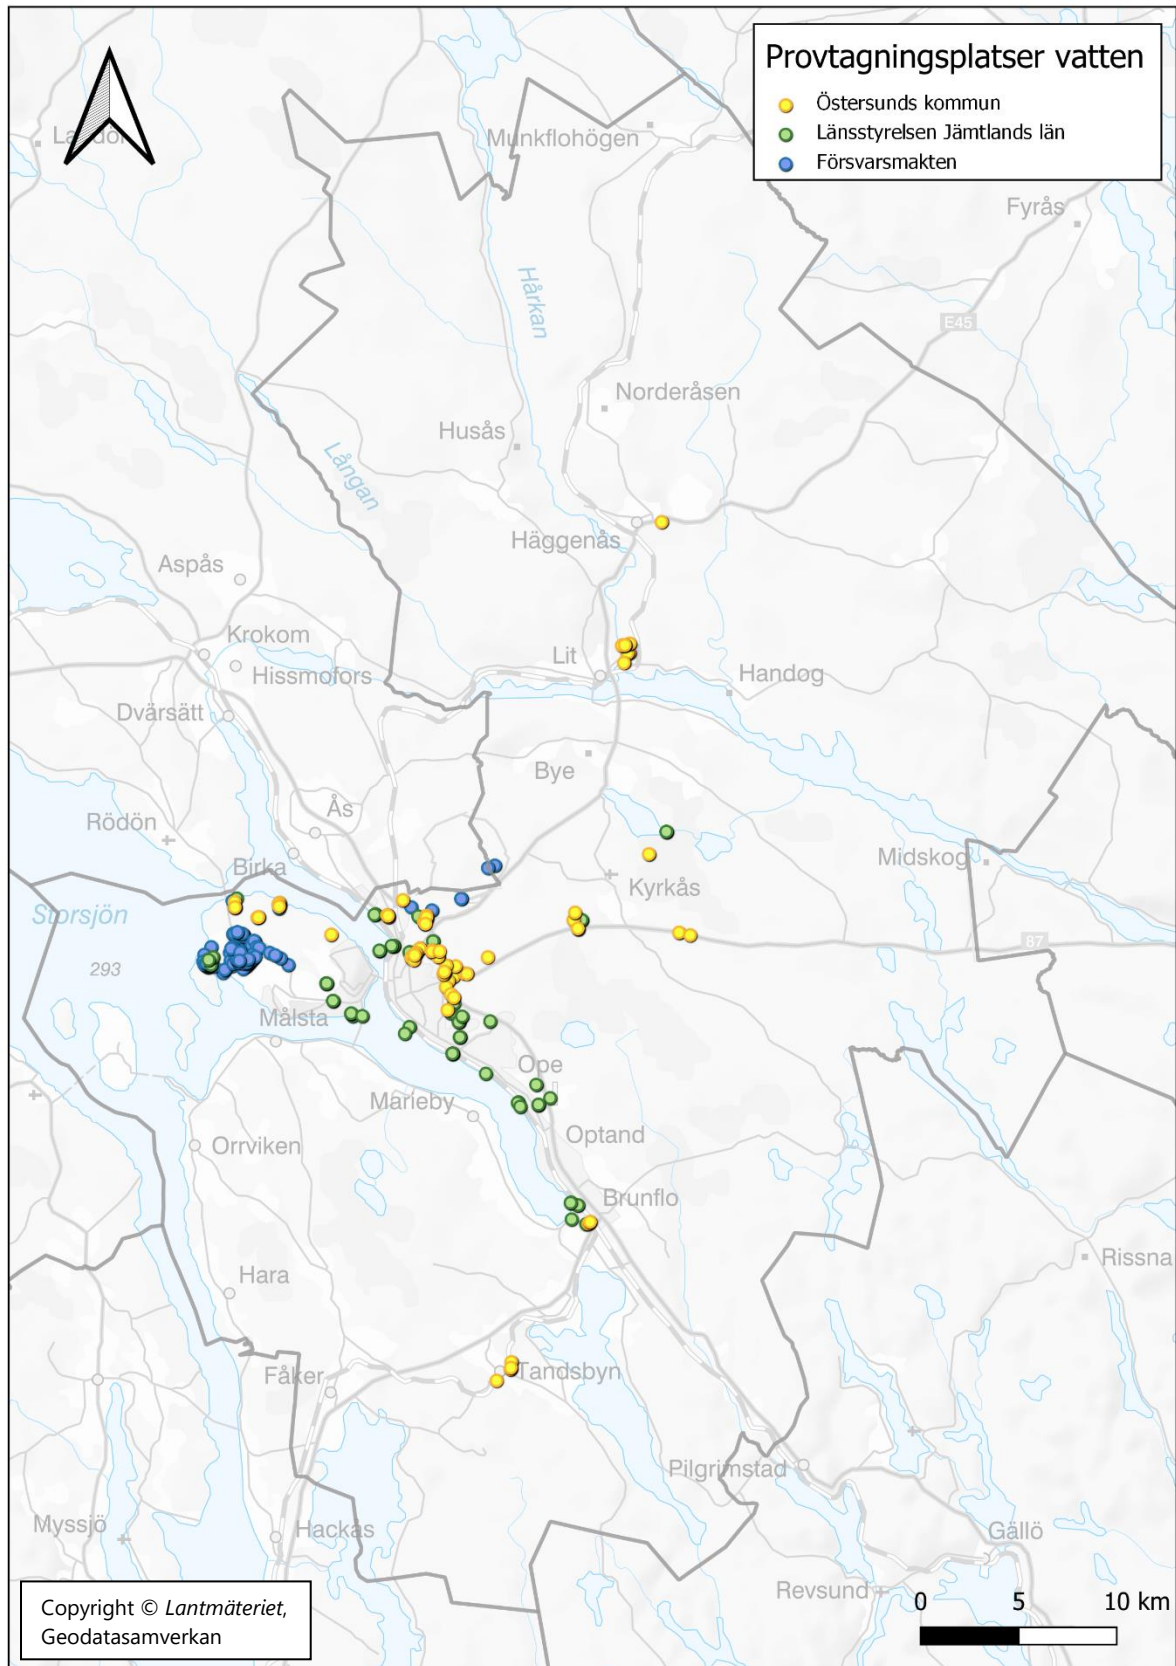 Provtagningsplatser vatten
Östersunds kommun
Länsstyrelsen Jämtlands län
Försvarsmakten
Munkflohögen
Fyrås
Hårkan
E45
Norderåsen
Husås
Långan
Häggenås
Aspås
Krokom
Hissmofors
Lit
Handog
Dvärsätt
Bye
Ås
Rödön
Birka
Midskog
Kyrkås
Storsjön
87
293
Målsta
Ope
Marieby
Optand
Orrviken
Brunflo
Rissna
Hara
Fåker
Tandsbyn
Pilgrimstad
Myssjö
Hackås
Gällö
Revsund
0 5 10 km
Copyright © Lantmäteriet,
Geodatasamverkan